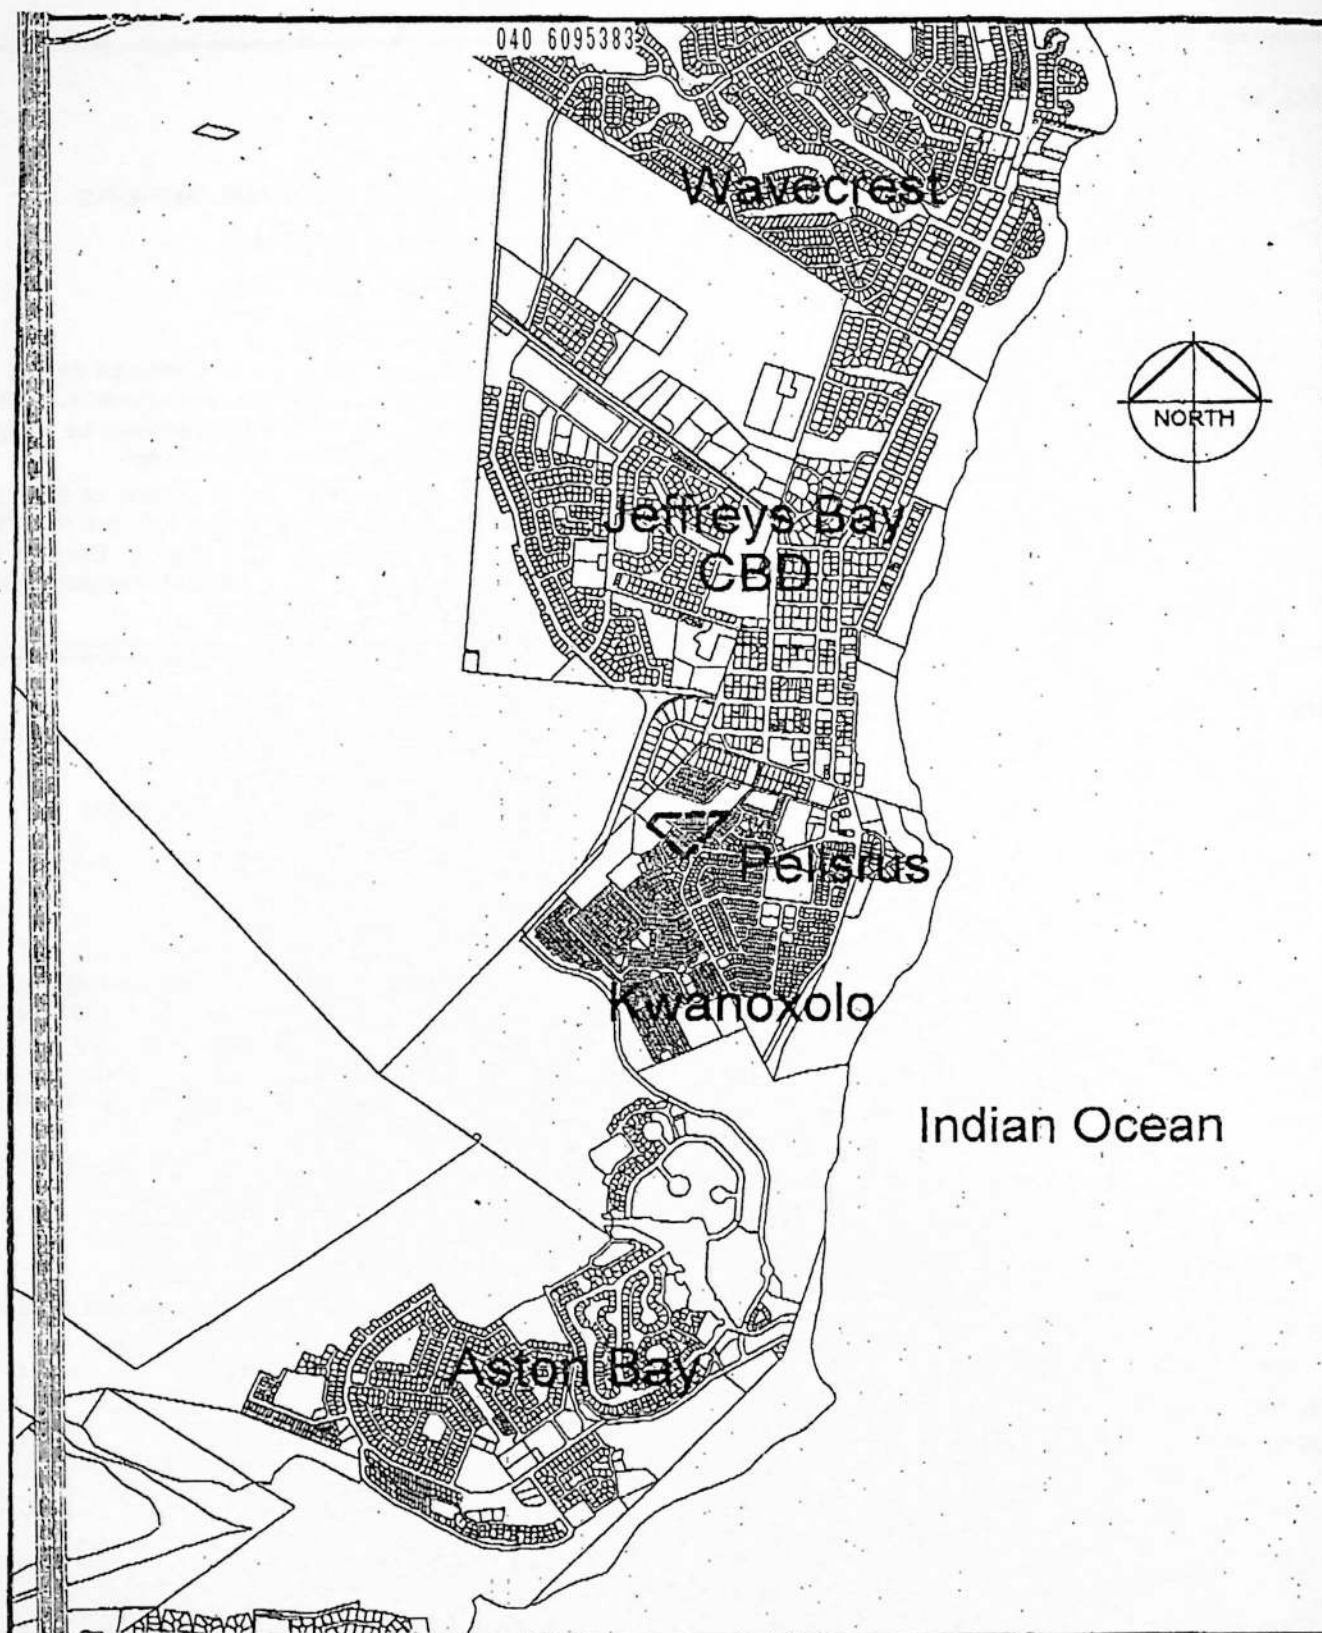 040 6095383
Wavecrest
NORTH
Jeffreys Bay
CBD
Pellsrus
Kwanoxolo
Indian Ocean
Aston Bay